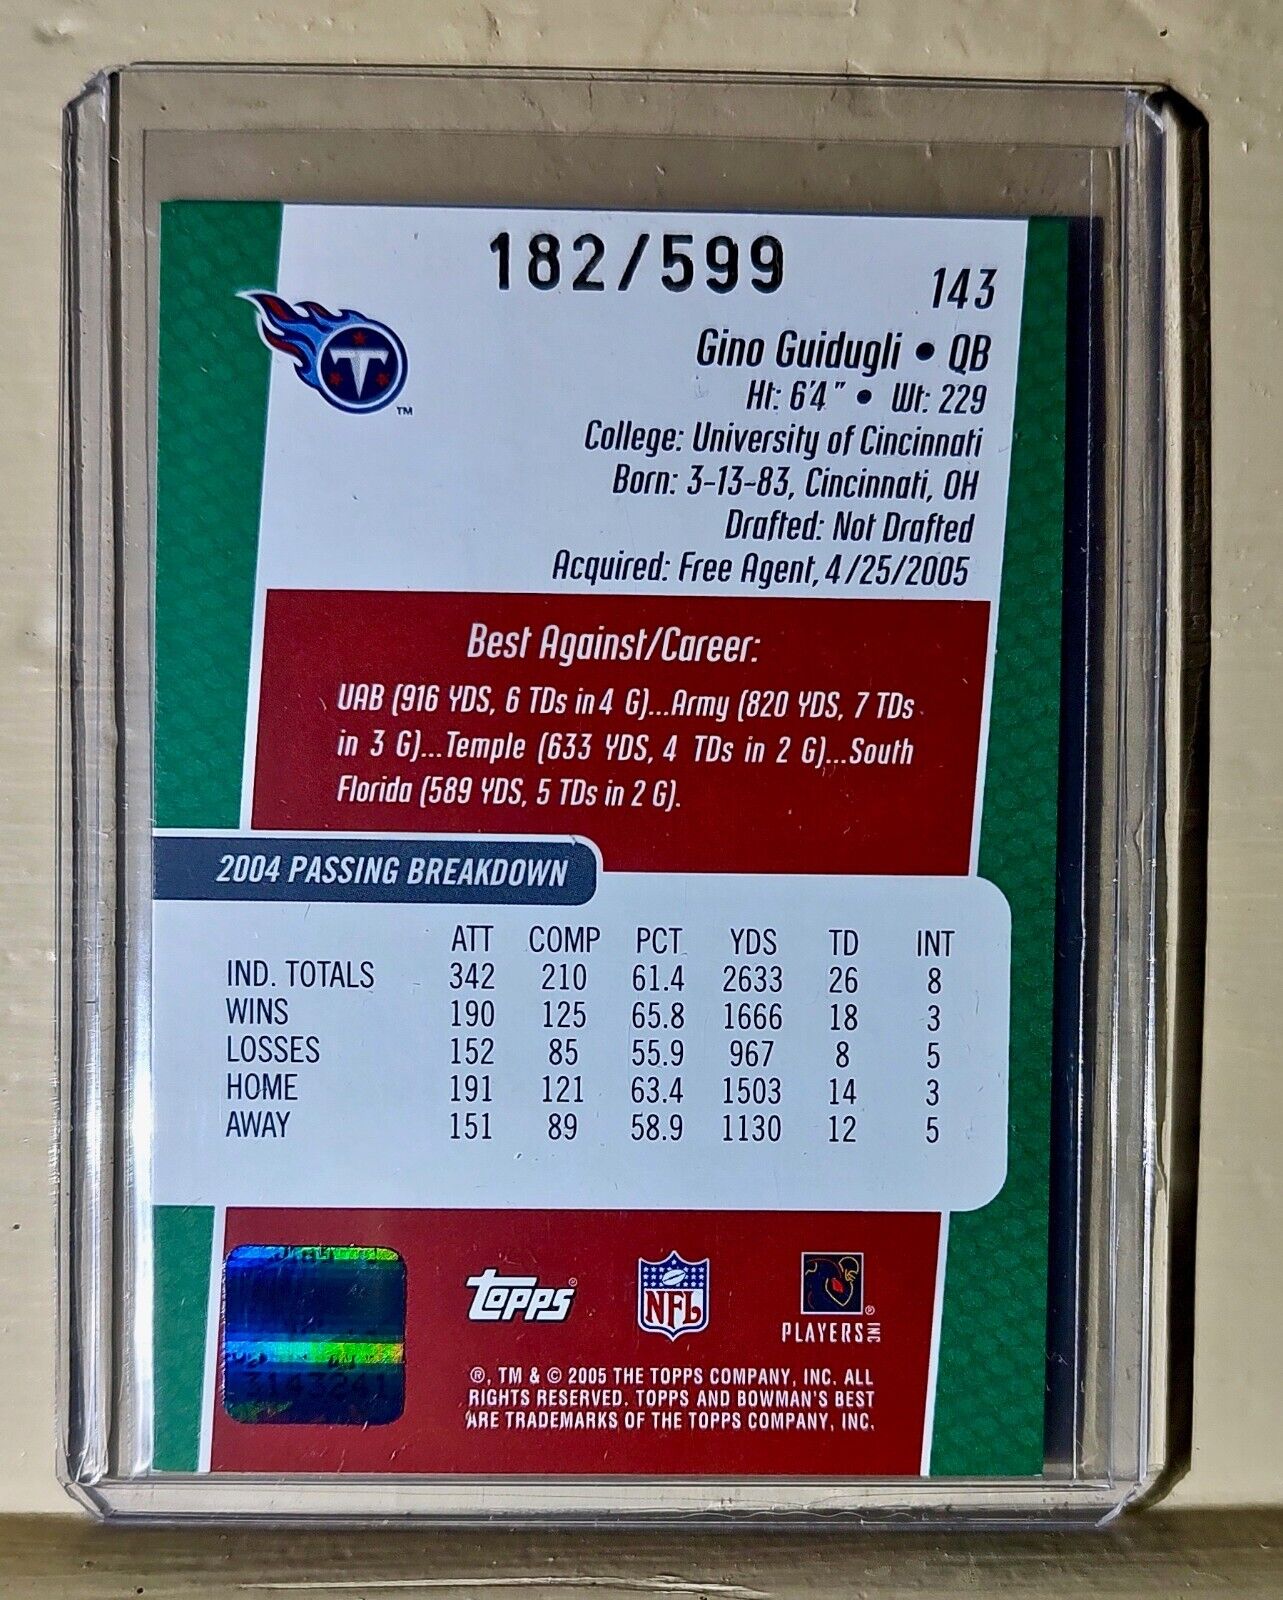 182/599
143
T
TM
Gino Guidugli • QB
Ht: 6'4" • Wt: 229
College: University of Cincinnati
Born: 3-13-83, Cincinnati, OH
Drafted: Not Drafted
Acquired: Free Agent, 4/25/2005
Best Against/Career:
UAB (916 YDS, 6 TDs in 4 G)...Army (820 YDS, 7 TDs
in 3 G)...Temple (633 YDS, 4 TDs in 2 G)...South
Florida (589 YDS, 5 TDs in 2 G).
2004 PASSING BREAKDOWN
ATT COMP PCT YDS TD INT
IND. TOTALS 342 210 61.4 2633 26 8
WINS 190 125 65.8 1666 18 3
LOSSES 152 85 55.9 967 8 5
HOME 191 121 63.4 1503 14 3
AWAY 151 89 58.9 1130 12 5
topps®
NFL
PLAYERS INC®
®, TM & © 2005 THE TOPPS COMPANY, INC. ALL
RIGHTS RESERVED. TOPPS AND BOWMAN'S BEST
ARE TRADEMARKS OF THE TOPPS COMPANY, INC.